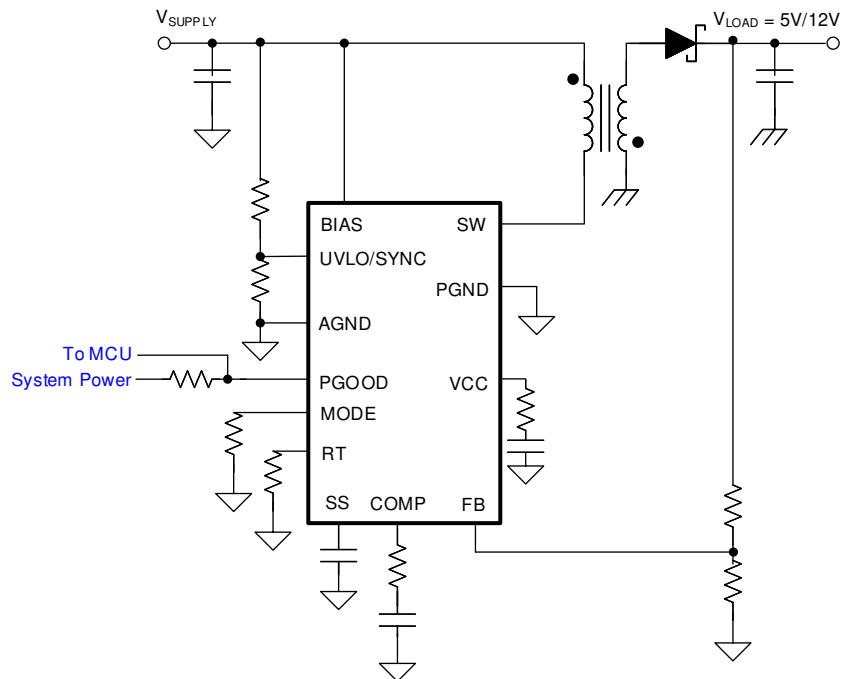 VSUPPLY
VLOAD = 5V/12V
BIAS
SW
UVLO/SYNC
PGND
AGND
To MCU
System Power
PGOOD
VCC
MODE
RT
SS
COMP
FB